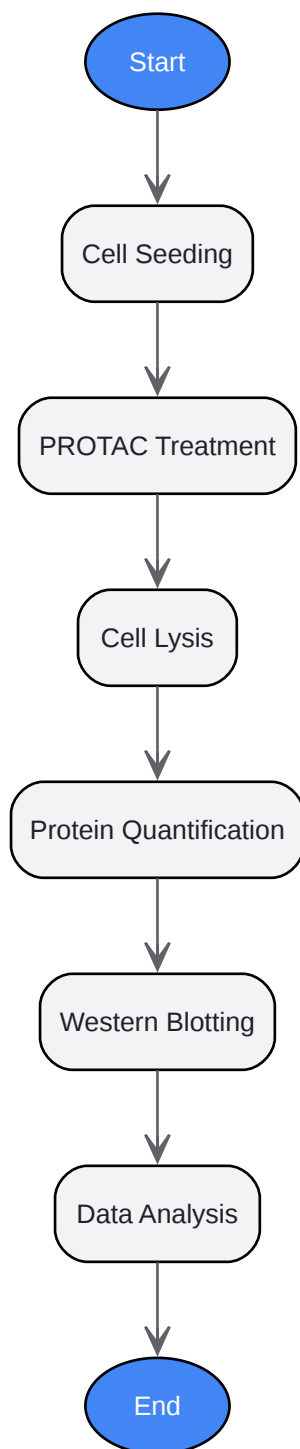 Start
Cell Seeding
PROTAC Treatment
Cell Lysis
Protein Quantification
Western Blotting
Data Analysis
End